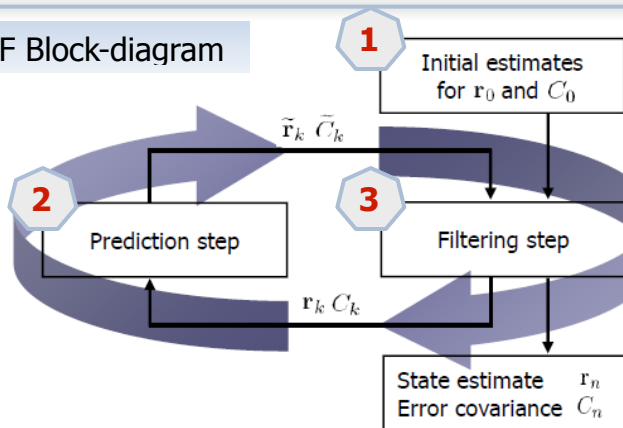 F Block-diagram
1
Initial estimates
for r₀ and C₀
r̃ₖ C̃ₖ
2
Prediction step
3
Filtering step
rₖ Cₖ
State estimate rₙ
Error covariance Cₙ